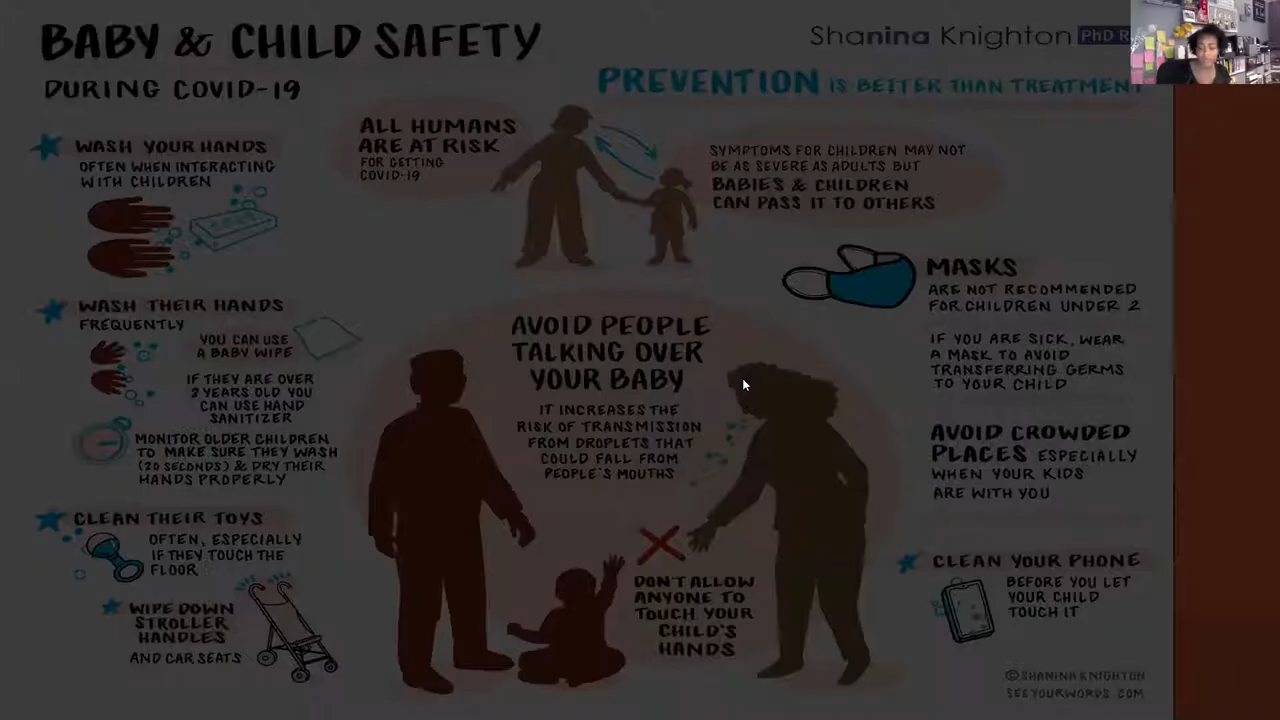 BABY & CHILD SAFETY
DURING COVID-19
Shanina Knighton PhD R
PREVENTION IS BETTER THAN TREATMENT
WASH YOUR HANDS
OFTEN WHEN INTERACTING
WITH CHILDREN
WASH THEIR HANDS
FREQUENTLY
YOU CAN USE
A BABY WIPE
IF THEY ARE OVER
2 YEARS OLD YOU
CAN USE HAND
SANITIZER
MONITOR OLDER CHILDREN
TO MAKE SURE THEY WASH
(20 SECONDS) & DRY THEIR
HANDS PROPERLY
CLEAN THEIR TOYS
OFTEN, ESPECIALLY
IF THEY TOUCH THE
FLOOR
WIPE DOWN
STROLLER
HANDLES
AND CAR SEATS
ALL HUMANS
ARE AT RISK
FOR GETTING
COVID-19
SYMPTOMS FOR CHILDREN MAY NOT
BE AS SEVERE AS ADULTS BUT
BABIES & CHILDREN
CAN PASS IT TO OTHERS
AVOID PEOPLE
TALKING OVER
YOUR BABY
IT INCREASES THE
RISK OF TRANSMISSION
FROM DROPLETS THAT
COULD FALL FROM
PEOPLE'S MOUTHS
DON'T ALLOW
ANYONE TO
TOUCH YOUR
CHILD'S
HANDS
MASKS
ARE NOT RECOMMENDED
FOR CHILDREN UNDER 2
IF YOU ARE SICK, WEAR
A MASK TO AVOID
TRANSFERRING GERMS
TO YOUR CHILD
AVOID CROWDED
PLACES ESPECIALLY
WHEN YOUR KIDS
ARE WITH YOU
CLEAN YOUR PHONE
BEFORE YOU LET
YOUR CHILD
TOUCH IT
©SHANINA KNIGHTON
SEEYOURWORDS.COM